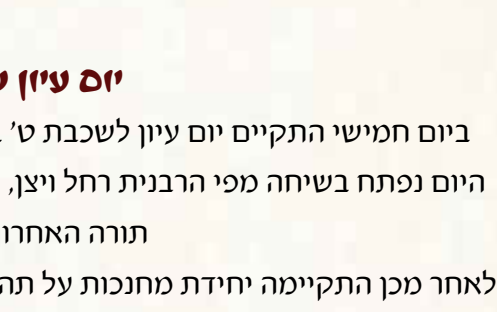 יום עיון
ביום חמישי התקיים יום עיון לשכבת ט'
היום נפתח בשיחה מפי הרבנית רחל ויצן,
תורה האחרו
לאחר מכן התקיימה יחידת מחנכות על תה